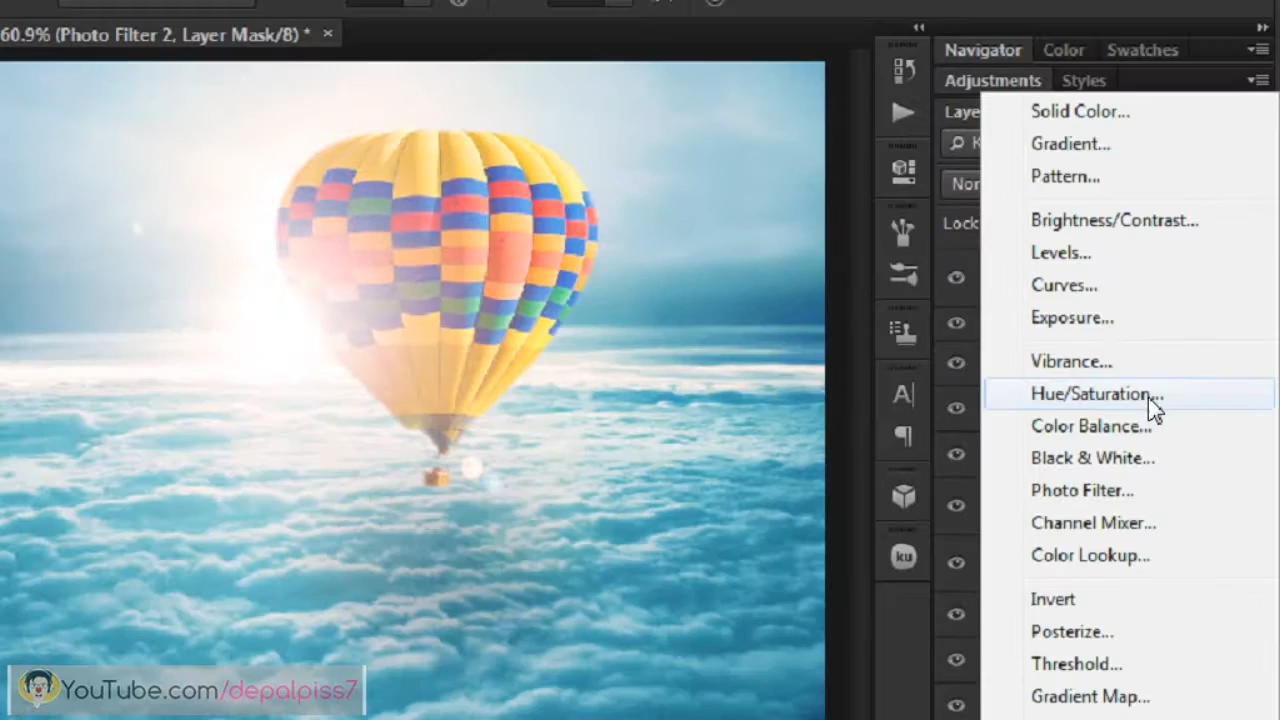 60.9% (Photo Filter 2, Layer Mask/8) * ×
Navigator Color Swatches
Adjustments Styles
Laye
K
Nor
Lock
Solid Color...
Gradient...
Pattern...
Brightness/Contrast...
Levels...
Curves...
Exposure...
Vibrance...
Hue/Saturation...
Color Balance...
Black & White...
Photo Filter...
Channel Mixer...
Color Lookup...
Invert
Posterize...
Threshold...
Gradient Map...
A
ku
YouTube.com/depalpiss7